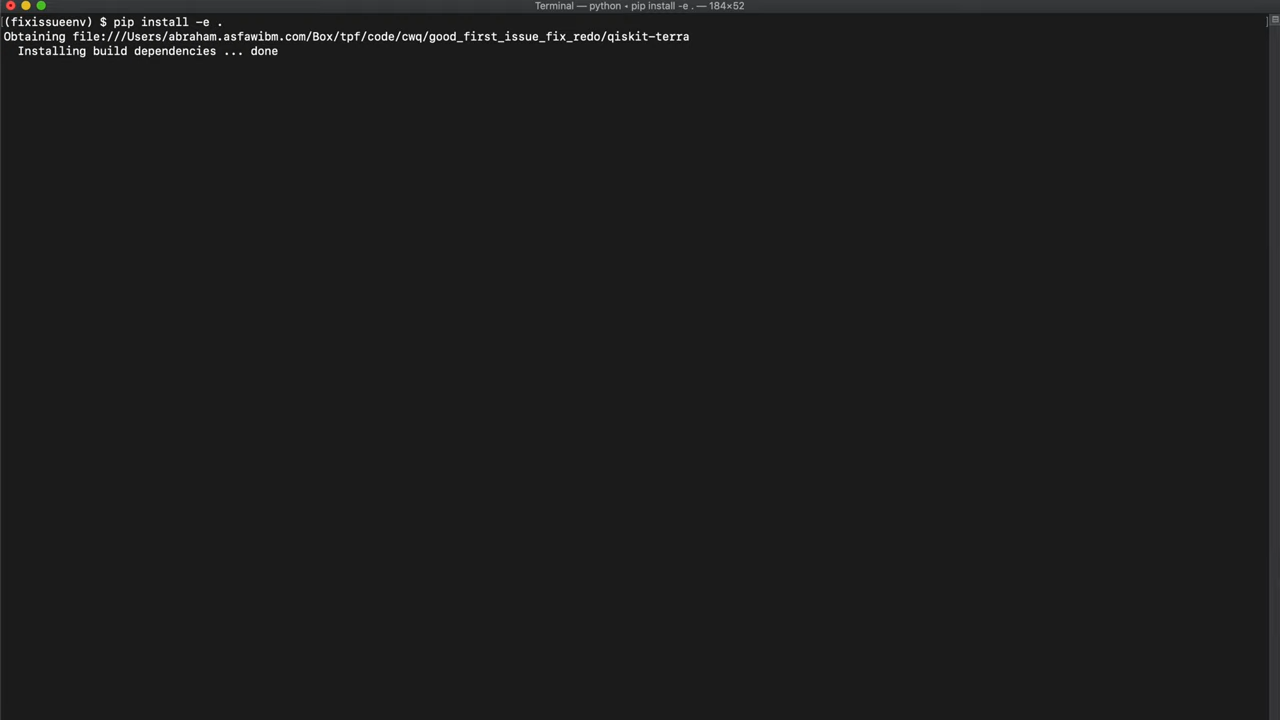 Terminal — python • pip install -e . — 184×52
(fixissueenv) $ pip install -e .
Obtaining file:///Users/abraham.asfawibm.com/Box/tpf/code/cwq/good_first_issue_fix_redo/qiskit-terra
  Installing build dependencies ... done